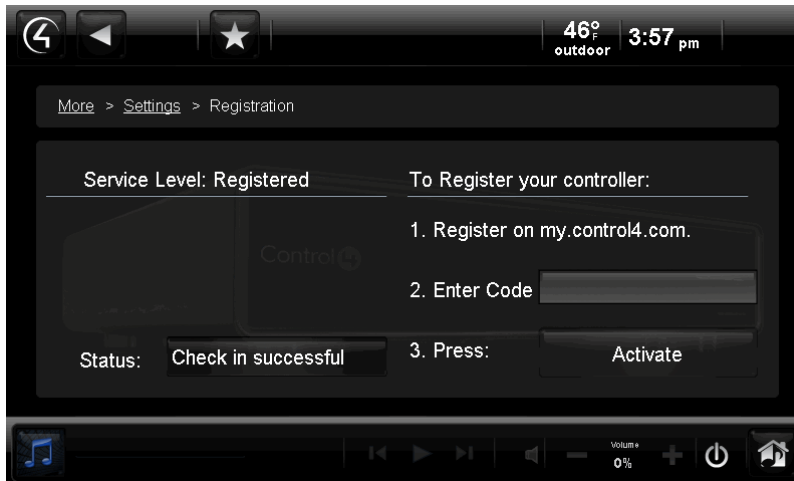 46°F
outdoor
3:57 pm
More > Settings > Registration
Service Level: Registered
To Register your controller:
1. Register on my.control4.com.
Control4
2. Enter Code
Status: Check in successful
3. Press: Activate
Volume
0%